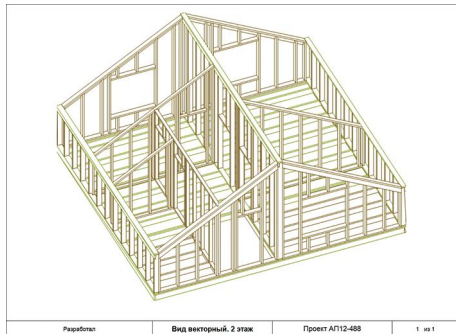 Разработал
Вид векторный. 2 этаж
Проект АП12-488
1 из 1